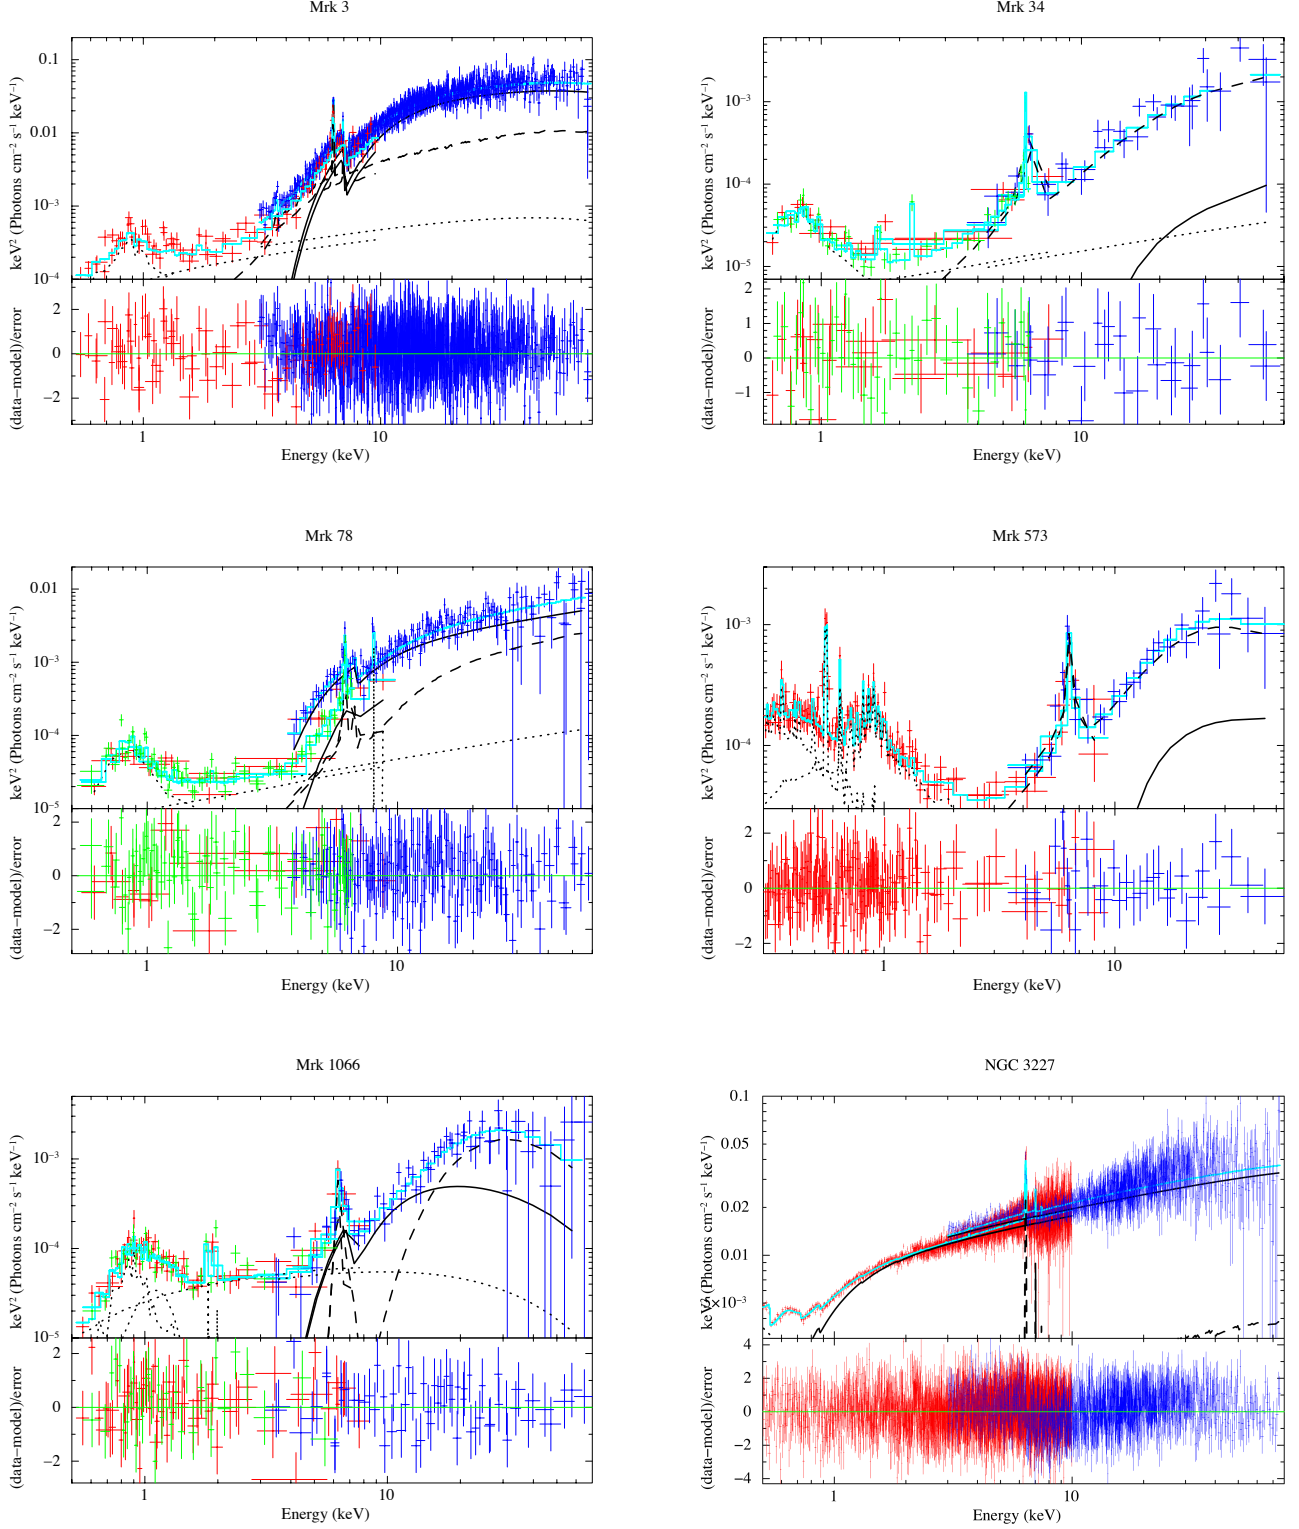 Mrk 3
0.1
0.01
10⁻³
10⁻⁴
keV² (Photons cm⁻² s⁻¹ keV⁻¹)
2
0
−2
(data−model)/error
1
10
Energy (keV)
Mrk 34
10⁻³
10⁻⁴
10⁻⁵
keV² (Photons cm⁻² s⁻¹ keV⁻¹)
2
1
0
−1
(data−model)/error
1
10
Energy (keV)
Mrk 78
0.01
10⁻³
10⁻⁴
10⁻⁵
keV² (Photons cm⁻² s⁻¹ keV⁻¹)
2
0
−2
(data−model)/error
1
10
Energy (keV)
Mrk 573
10⁻³
10⁻⁴
keV² (Photons cm⁻² s⁻¹ keV⁻¹)
2
0
−2
(data−model)/error
1
10
Energy (keV)
Mrk 1066
10⁻³
10⁻⁴
10⁻⁵
keV² (Photons cm⁻² s⁻¹ keV⁻¹)
2
0
−2
(data−model)/error
1
10
Energy (keV)
NGC 3227
0.1
0.05
0.02
0.01
5×10⁻³
keV² (Photons cm⁻² s⁻¹ keV⁻¹)
4
2
0
−2
−4
(data−model)/error
1
10
Energy (keV)